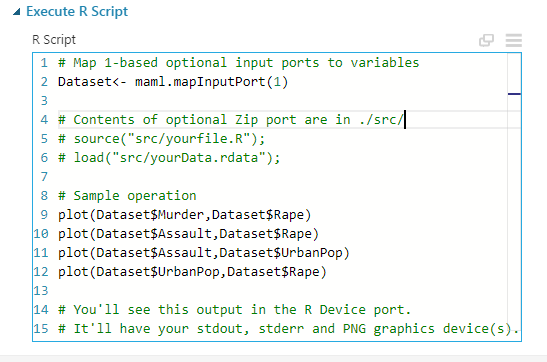 Execute R Script
R Script
1 # Map 1-based optional input ports to variables
2 Dataset<- maml.mapInputPort(1)
3
4 # Contents of optional Zip port are in ./src/
5 # source("src/yourfile.R");
6 # load("src/yourData.rdata");
7
8 # Sample operation
9 plot(Dataset$Murder,Dataset$Rape)
10 plot(Dataset$Assault,Dataset$Rape)
11 plot(Dataset$Assault,Dataset$UrbanPop)
12 plot(Dataset$UrbanPop,Dataset$Rape)
13
14 # You'll see this output in the R Device port.
15 # It'll have your stdout, stderr and PNG graphics device(s).